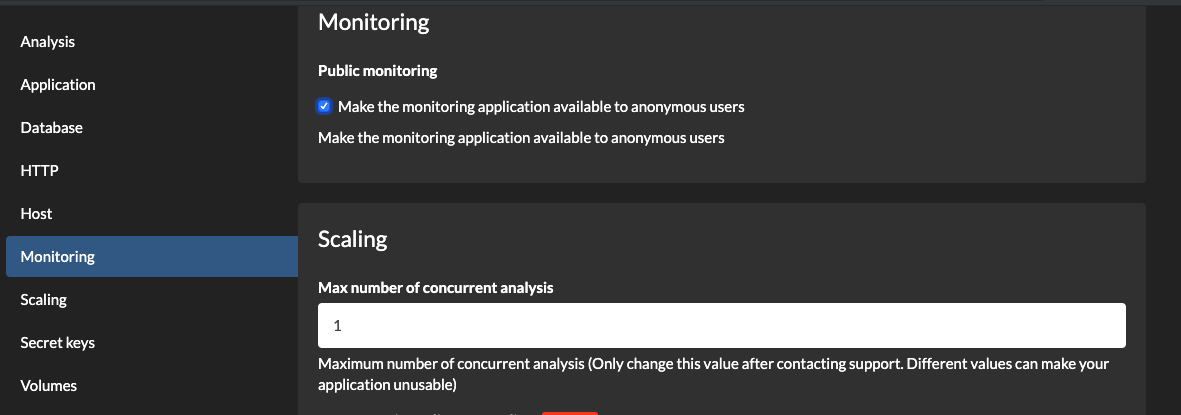 Analysis
Application
Database
HTTP
Host
Monitoring
Scaling
Secret keys
Volumes
Monitoring
Public monitoring
Make the monitoring application available to anonymous users
Make the monitoring application available to anonymous users
Scaling
Max number of concurrent analysis
1
Maximum number of concurrent analysis (Only change this value after contacting support. Different values can make your
application unusable)